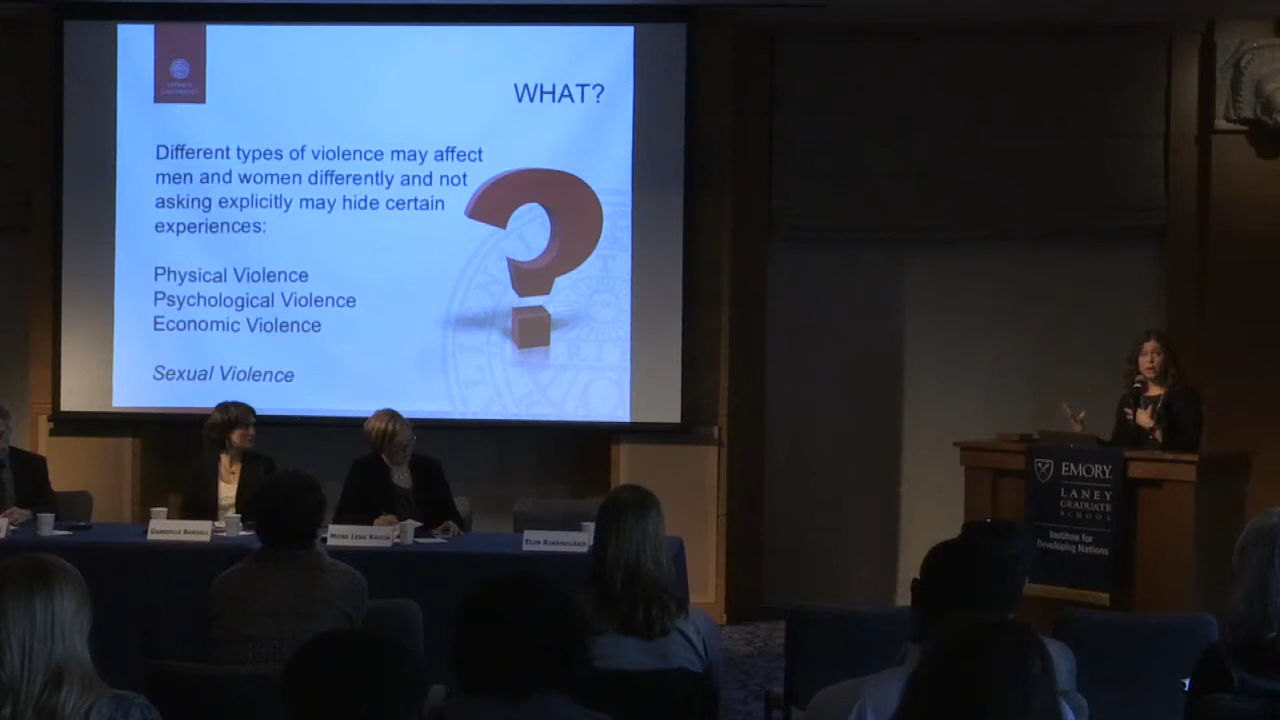 WHAT?
Different types of violence may affect
men and women differently and not
asking explicitly may hide certain
experiences:
Physical Violence
Psychological Violence
Economic Violence
Sexual Violence
EMORY
LANEY
GRADUATE
SCHOOL
Institute for
Developing Nations